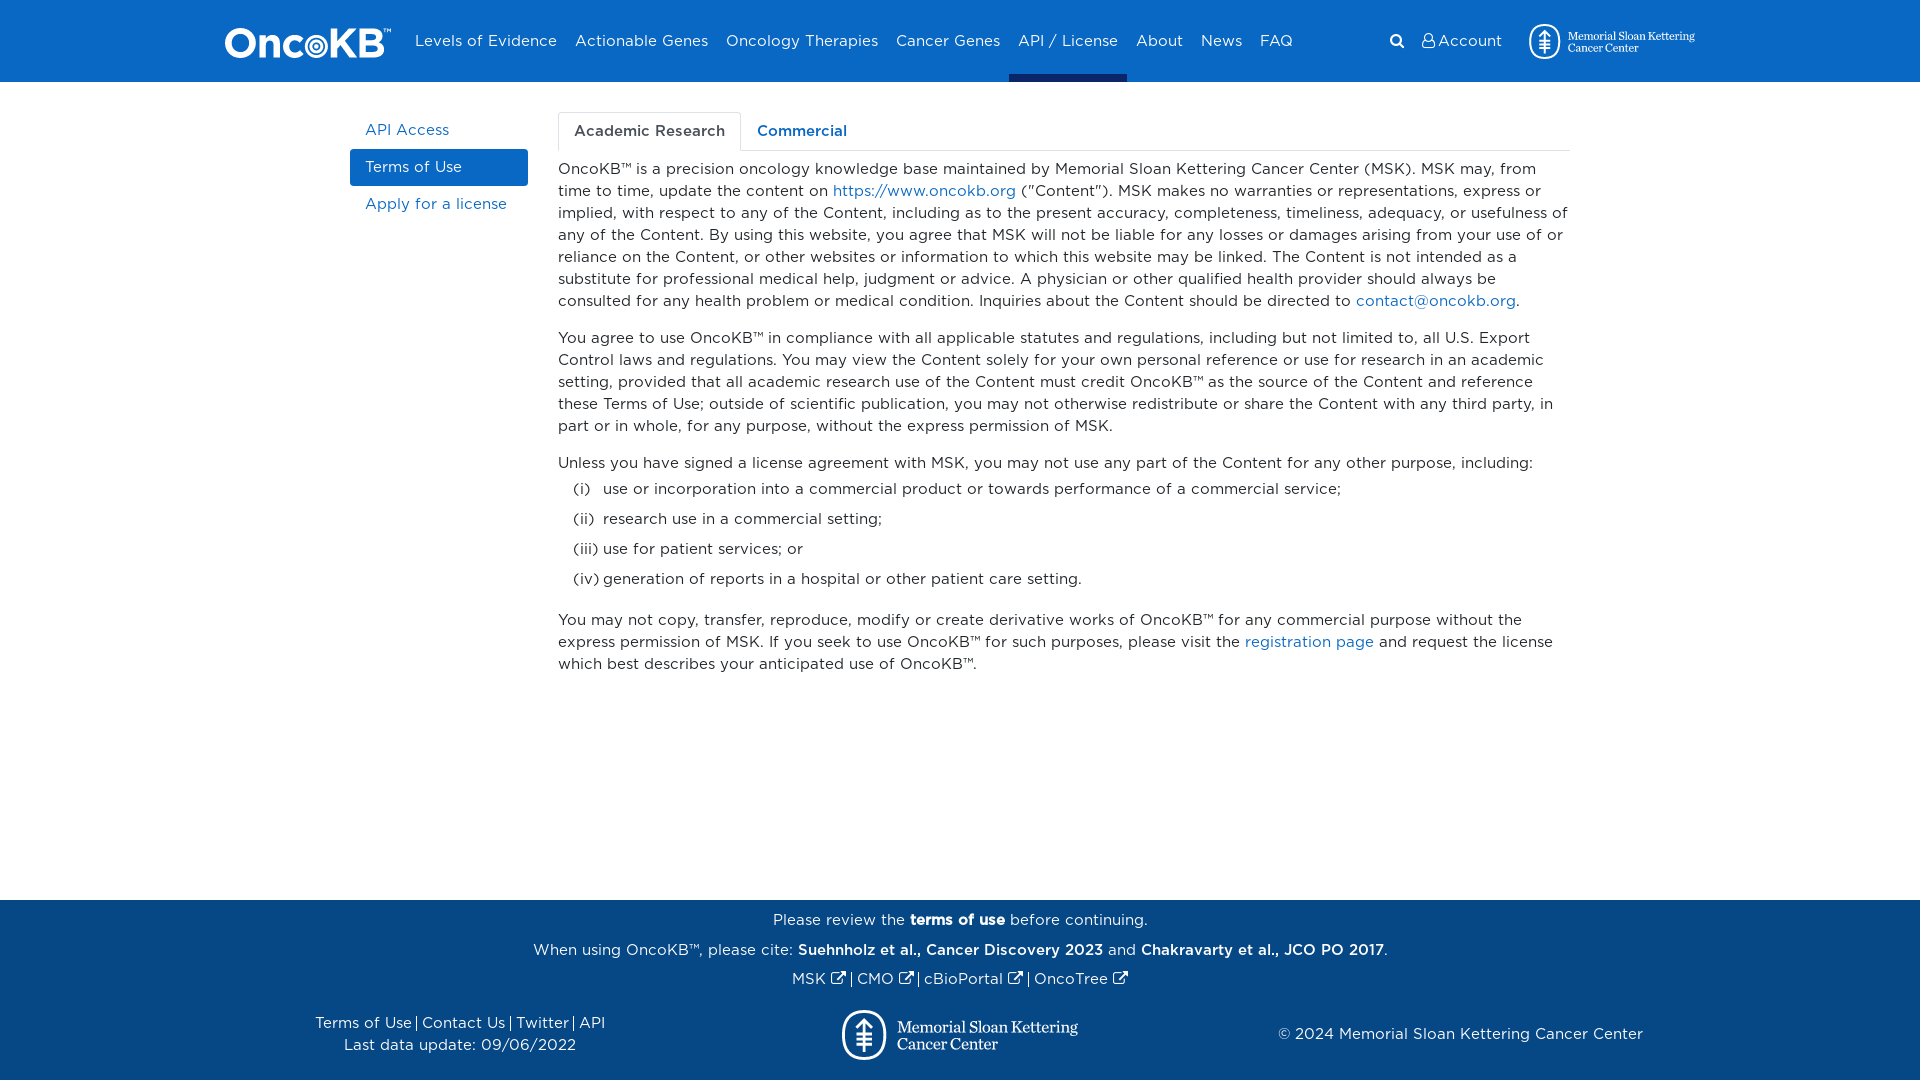 OncoKB™ Levels of Evidence Actionable Genes Oncology Therapies Cancer Genes API / License About News FAQ Account Memorial Sloan Kettering
Cancer Center
API Access
Terms of Use
Apply for a license
Academic Research Commercial
OncoKB™ is a precision oncology knowledge base maintained by Memorial Sloan Kettering Cancer Center (MSK). MSK may, from
time to time, update the content on https://www.oncokb.org ("Content"). MSK makes no warranties or representations, express or
implied, with respect to any of the Content, including as to the present accuracy, completeness, timeliness, adequacy, or usefulness of
any of the Content. By using this website, you agree that MSK will not be liable for any losses or damages arising from your use of or
reliance on the Content, or other websites or information to which this website may be linked. The Content is not intended as a
substitute for professional medical help, judgment or advice. A physician or other qualified health provider should always be
consulted for any health problem or medical condition. Inquiries about the Content should be directed to contact@oncokb.org.
You agree to use OncoKB™ in compliance with all applicable statutes and regulations, including but not limited to, all U.S. Export
Control laws and regulations. You may view the Content solely for your own personal reference or use for research in an academic
setting, provided that all academic research use of the Content must credit OncoKB™ as the source of the Content and reference
these Terms of Use; outside of scientific publication, you may not otherwise redistribute or share the Content with any third party, in
part or in whole, for any purpose, without the express permission of MSK.
Unless you have signed a license agreement with MSK, you may not use any part of the Content for any other purpose, including:
(i) use or incorporation into a commercial product or towards performance of a commercial service;
(ii) research use in a commercial setting;
(iii) use for patient services; or
(iv) generation of reports in a hospital or other patient care setting.
You may not copy, transfer, reproduce, modify or create derivative works of OncoKB™ for any commercial purpose without the
express permission of MSK. If you seek to use OncoKB™ for such purposes, please visit the registration page and request the license
which best describes your anticipated use of OncoKB™.
Please review the terms of use before continuing.
When using OncoKB™, please cite: Suehnholz et al., Cancer Discovery 2023 and Chakravarty et al., JCO PO 2017.
MSK | CMO | cBioPortal | OncoTree
Terms of Use | Contact Us | Twitter | API
Last data update: 09/06/2022
Memorial Sloan Kettering
Cancer Center
© 2024 Memorial Sloan Kettering Cancer Center